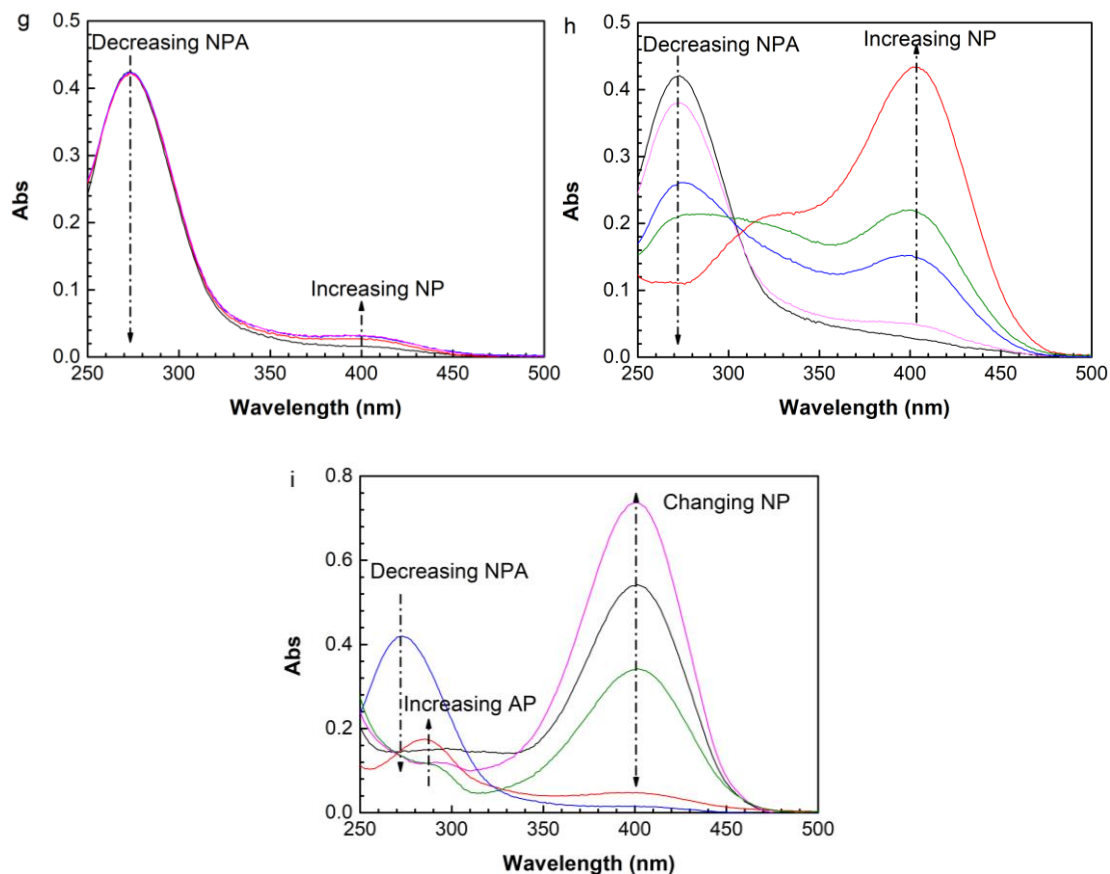 g
0.5
Decreasing NPA
0.4
0.3
Abs
0.2
Increasing NP
0.1
0.0
250 300 350 400 450 500
Wavelength (nm)
h
0.5
Decreasing NPA
Increasing NP
0.4
0.3
Abs
0.2
0.1
0.0
250 300 350 400 450 500
Wavelength (nm)
i
0.8
Changing NP
0.6
Decreasing NPA
Abs
0.4
Increasing AP
0.2
0.0
250 300 350 400 450 500
Wavelength (nm)